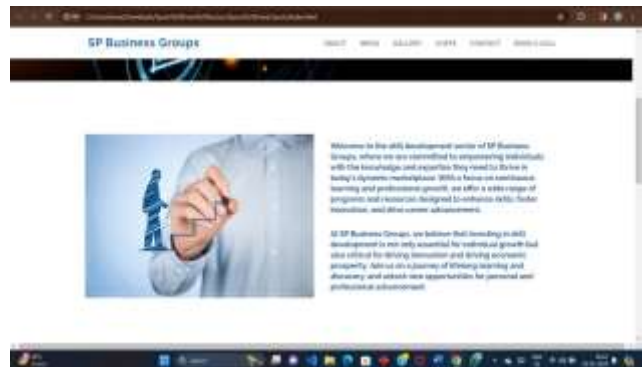 SP Business Groups
ABOUT MEDIA GALLERY CONTACT
Welcome to the skill development sector of SP Business
Groups, where we are committed to empowering individuals
with the knowledge and expertise they need to thrive in
today's dynamic marketplace. With a focus on continuous
learning and professional growth, we offer a wide range of
programs and resources designed to enhance skills, foster
innovation, and drive career advancement.
At SP Business Groups, we believe that investing in skill
development is not only essential for individual growth but
also critical for driving innovation and driving economic
prosperity. Join us on a journey of lifelong learning and
discovery, and unlock new opportunities for personal and
professional advancement.